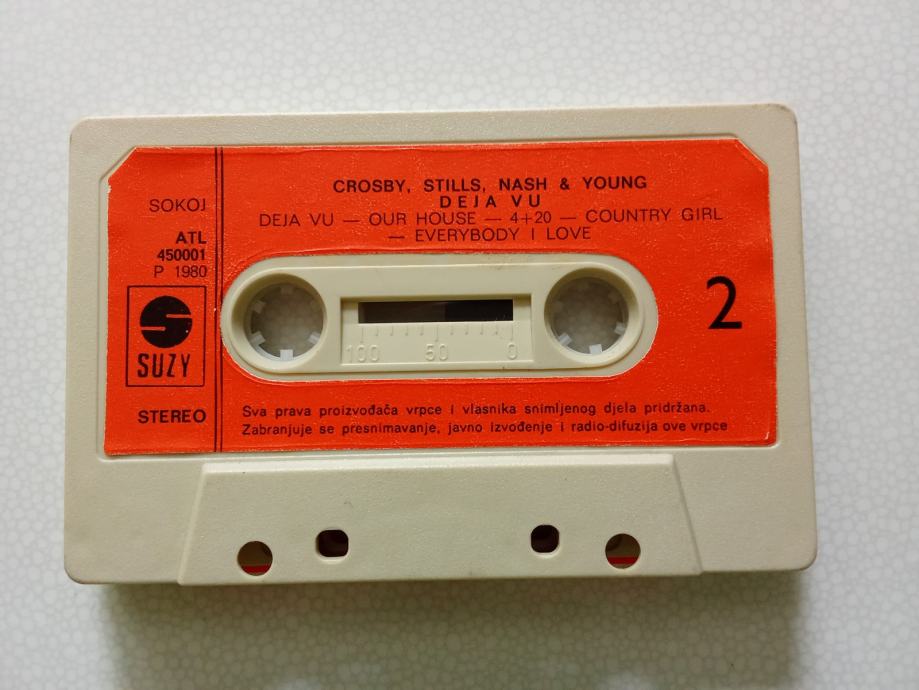 CROSBY, STILLS, NASH & YOUNG
DEJA VU
DEJA VU — OUR HOUSE — 4+20 — COUNTRY GIRL
— EVERYBODY I LOVE
SOKOJ
ATL
450001
P 1980
SUZY
STEREO
100 50 0
2
Sva prava proizvođača vrpce i vlasnika snimljenog djela pridržana.
Zabranjuje se presnimavanje, javno izvođenje i radio-difuzija ove vrpce